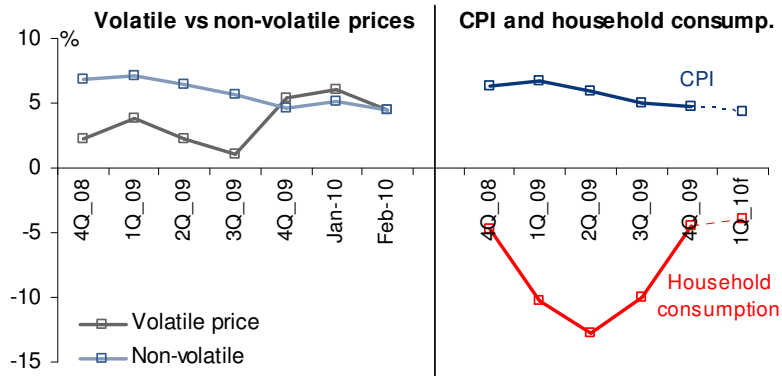 Volatile vs non-volatile prices
10
%
5
0
-5
-10
-15
4Q_08
1Q_09
2Q_09
3Q_09
4Q_09
Jan-10
Feb-10
Volatile price
Non-volatile
CPI and household consump.
CPI
4Q_08
1Q_09
2Q_09
3Q_09
4Q_09
1Q_10f
Household
consumption